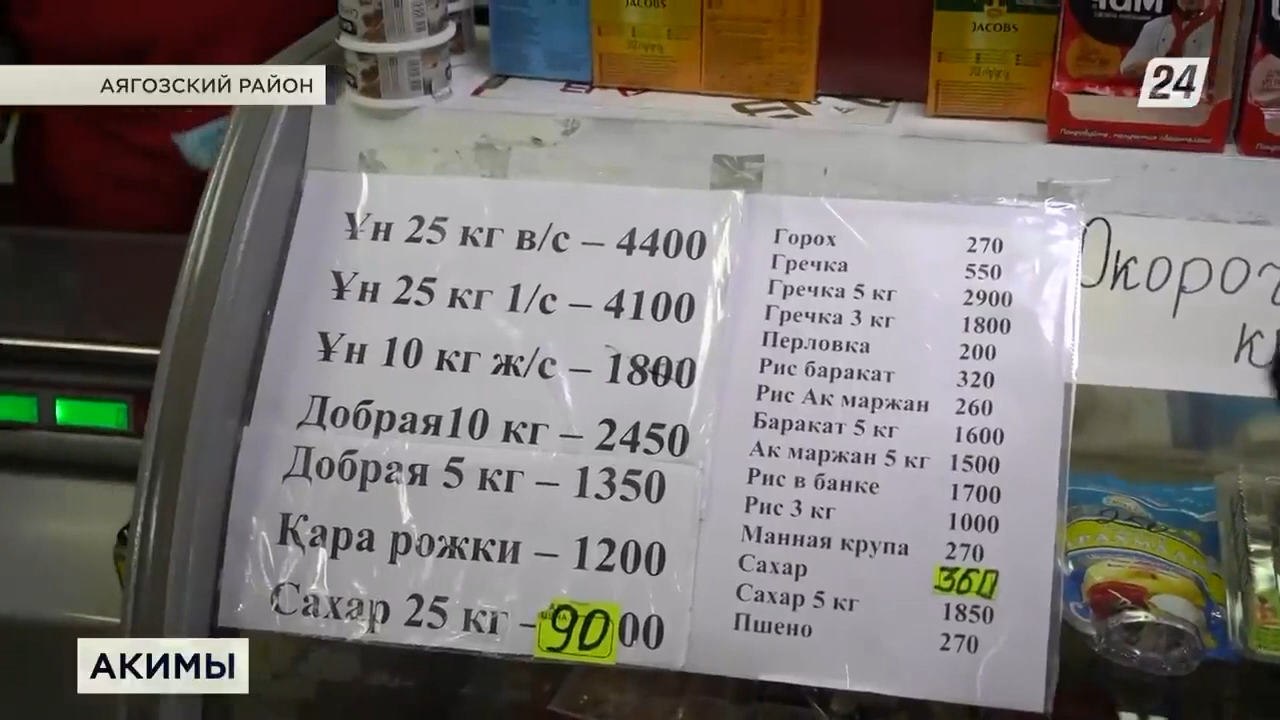 АЯГОЗСКИЙ РАЙОН
JACOBS
JACOBS
24
Ұн 25 кг в/с – 4400
Ұн 25 кг 1/с – 4100
Ұн 10 кг ж/с – 1800
Добрая10 кг – 2450
Добрая 5 кг – 1350
Қара рожки – 1200
Сахар 25 кг – 9000
Горох 270
Гречка 550
Гречка 5 кг 2900
Гречка 3 кг 1800
Перловка 200
Рис баракат 320
Рис Ак маржан 260
Баракат 5 кг 1600
Ак маржан 5 кг 1500
Рис в банке 1700
Рис 3 кг 1000
Манная крупа 270
Сахар 360
Сахар 5 кг 1850
Пшено 270
АКИМЫ